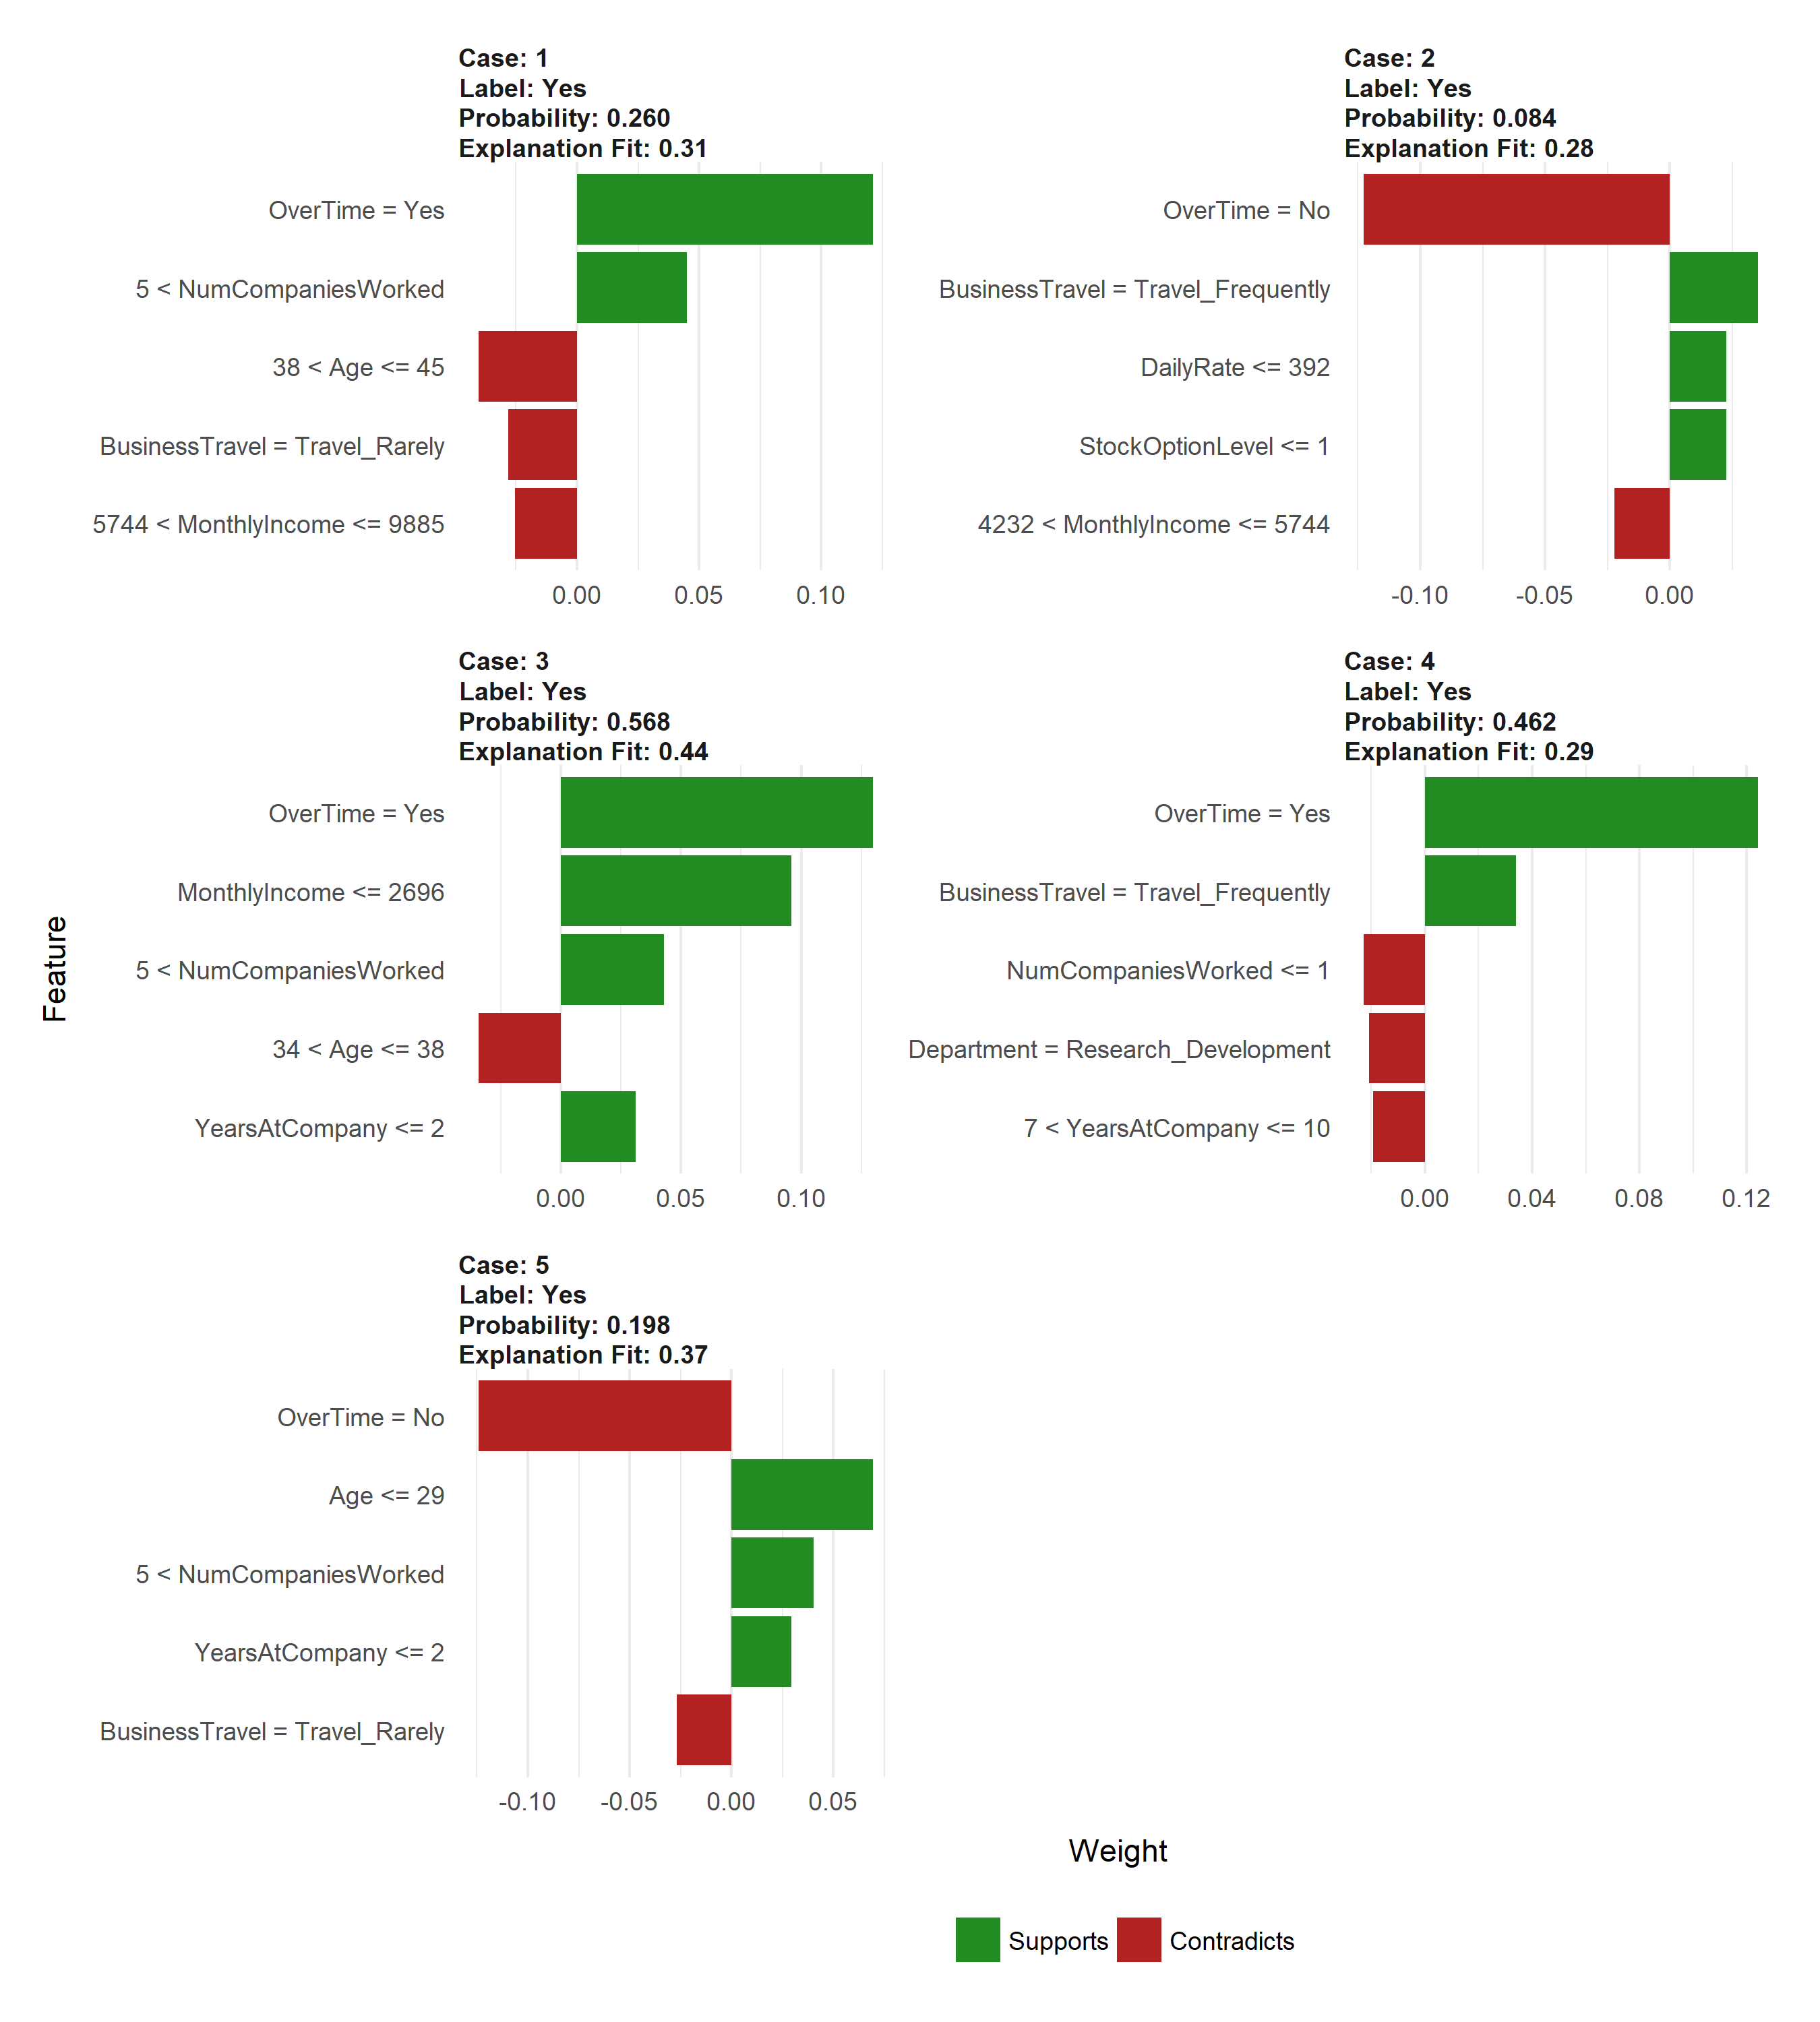 Case: 1
Label: Yes
Probability: 0.260
Explanation Fit: 0.31
OverTime = Yes
5 < NumCompaniesWorked
38 < Age <= 45
BusinessTravel = Travel_Rarely
5744 < MonthlyIncome <= 9885
0.00 0.05 0.10
Case: 2
Label: Yes
Probability: 0.084
Explanation Fit: 0.28
OverTime = No
BusinessTravel = Travel_Frequently
DailyRate <= 392
StockOptionLevel <= 1
4232 < MonthlyIncome <= 5744
-0.10 -0.05 0.00
Case: 3
Label: Yes
Probability: 0.568
Explanation Fit: 0.44
OverTime = Yes
MonthlyIncome <= 2696
5 < NumCompaniesWorked
34 < Age <= 38
YearsAtCompany <= 2
0.00 0.05 0.10
Case: 4
Label: Yes
Probability: 0.462
Explanation Fit: 0.29
OverTime = Yes
BusinessTravel = Travel_Frequently
NumCompaniesWorked <= 1
Department = Research_Development
7 < YearsAtCompany <= 10
0.00 0.04 0.08 0.12
Case: 5
Label: Yes
Probability: 0.198
Explanation Fit: 0.37
OverTime = No
Age <= 29
5 < NumCompaniesWorked
YearsAtCompany <= 2
BusinessTravel = Travel_Rarely
-0.10 -0.05 0.00 0.05
Feature
Weight
Supports Contradicts